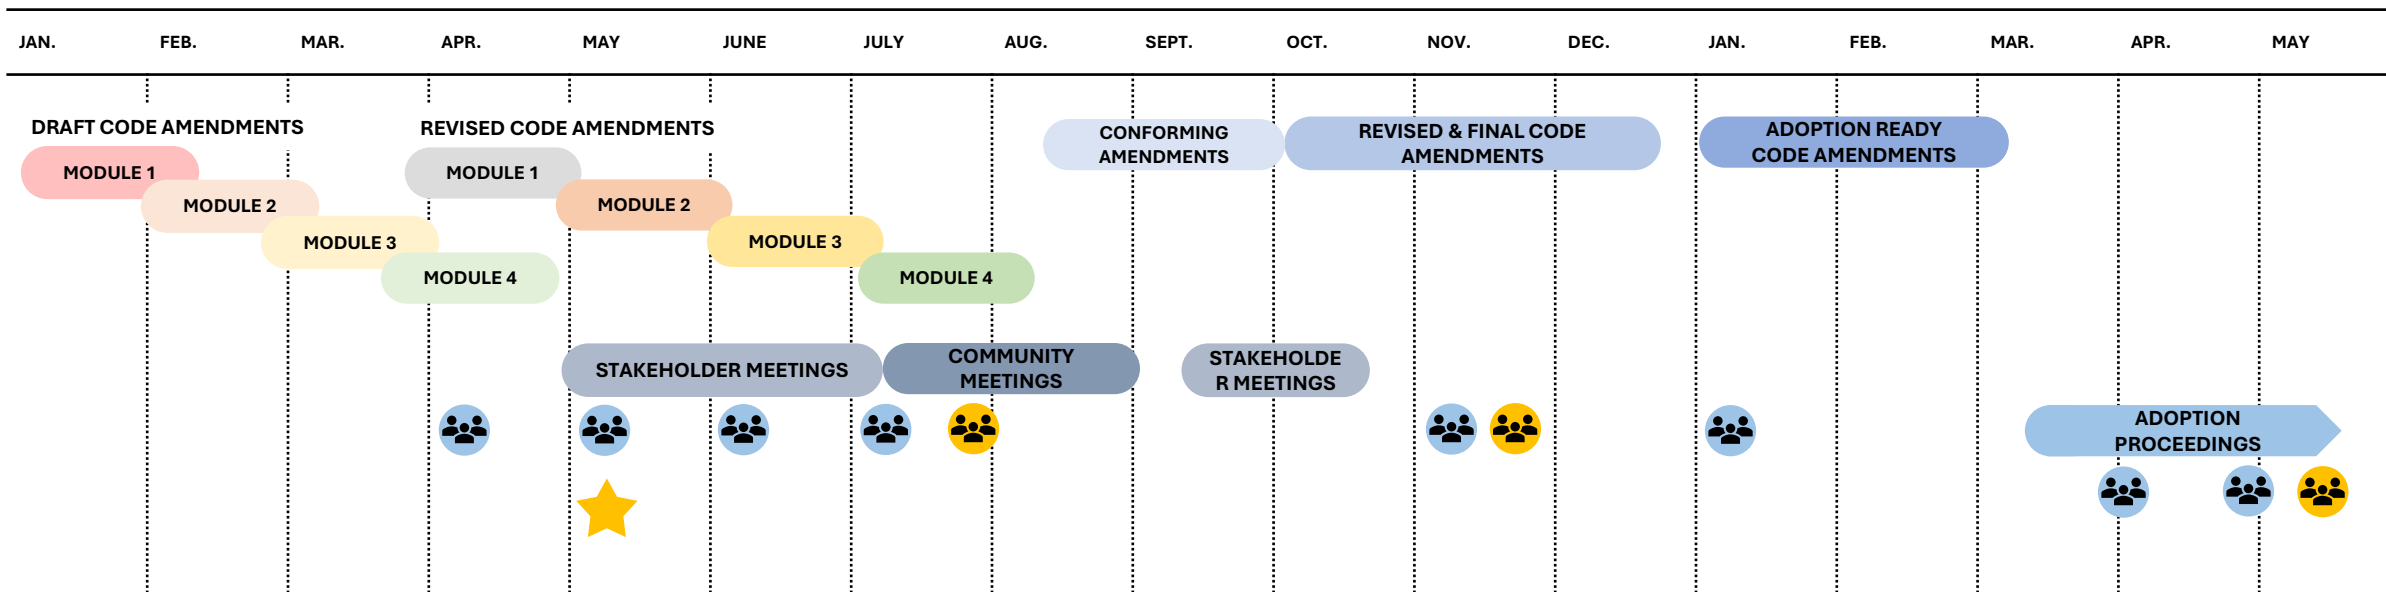 JAN. FEB. MAR. APR. MAY JUNE JULY AUG. SEPT. OCT. NOV. DEC. JAN. FEB. MAR. APR. MAY
DRAFT CODE AMENDMENTS
MODULE 1
MODULE 2
MODULE 3
MODULE 4
REVISED CODE AMENDMENTS
MODULE 1
MODULE 2
MODULE 3
MODULE 4
CONFORMING
AMENDMENTS
REVISED & FINAL CODE
AMENDMENTS
ADOPTION READY
CODE AMENDMENTS
STAKEHOLDER MEETINGS
COMMUNITY
MEETINGS
STAKEHOLDE
R MEETINGS
ADOPTION
PROCEEDINGS